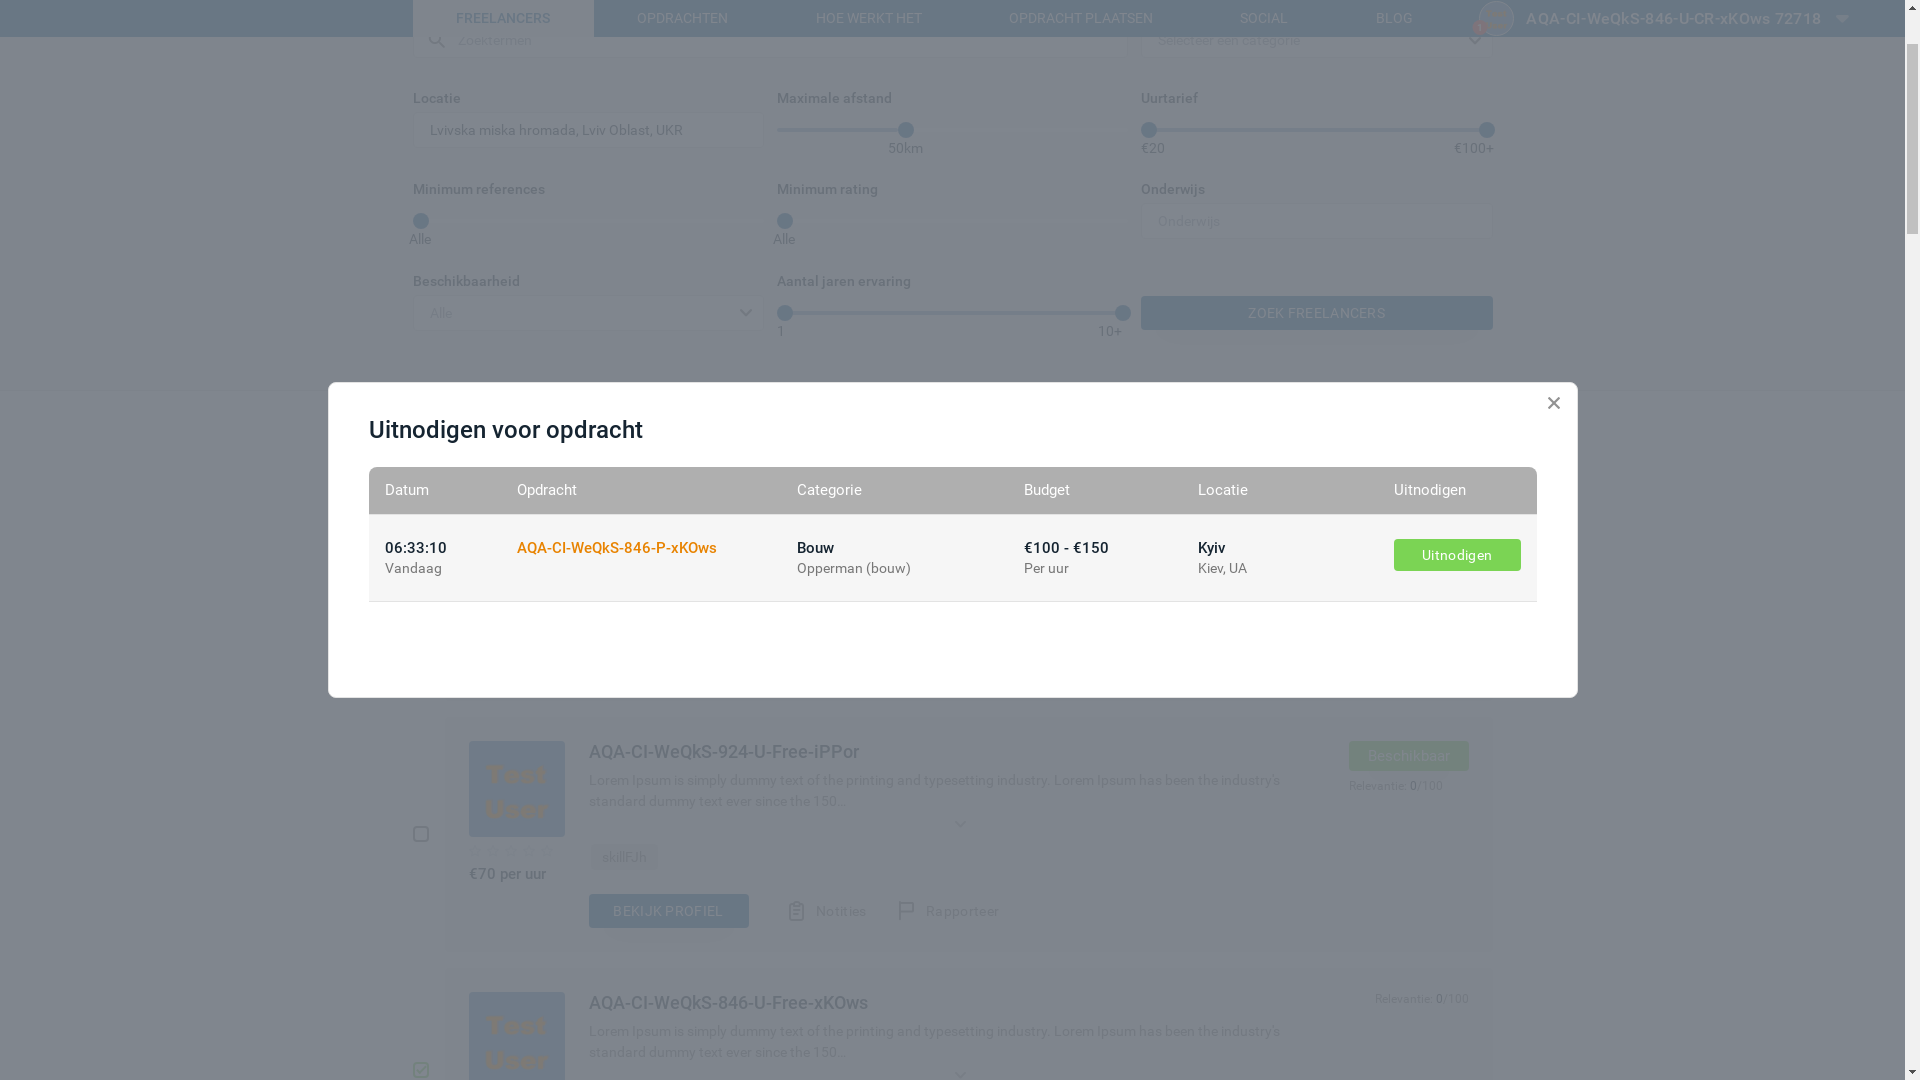 FREELANCERS OPDRACHTEN HOE WERKT HET OPDRACHT PLAATSEN SOCIAL BLOG 1 AQA-CI-WeQkS-846-U-CR-xKOws 72718
Zoektermen Selecteer een categorie
Locatie Maximale afstand Uurtarief
Lvivska miska hromada, Lviv Oblast, UKR
50km €20 €100+
Minimum references Minimum rating Onderwijs
Onderwijs
Alle Alle
Beschikbaarheid Aantal jaren ervaring
Alle ZOEK FREELANCERS
1 10+
Uitnodigen voor opdracht
Datum Opdracht Categorie Budget Locatie Uitnodigen
06:33:10 AQA-CI-WeQkS-846-P-xKOws Bouw €100 - €150 Kyiv Uitnodigen
Vandaag Opperman (bouw) Per uur Kiev, UA
AQA-CI-WeQkS-924-U-Free-iPPor Beschikbaar
Test User
Lorem Ipsum is simply dummy text of the printing and typesetting industry. Lorem Ipsum has been the industry's Relevantie: 0/100
standard dummy text ever since the 150...
skillFJh
€70 per uur
BEKIJK PROFIEL Notities Rapporteer
AQA-CI-WeQkS-846-U-Free-xKOws Relevantie: 0/100
Test User
Lorem Ipsum is simply dummy text of the printing and typesetting industry. Lorem Ipsum has been the industry's
standard dummy text ever since the 150...